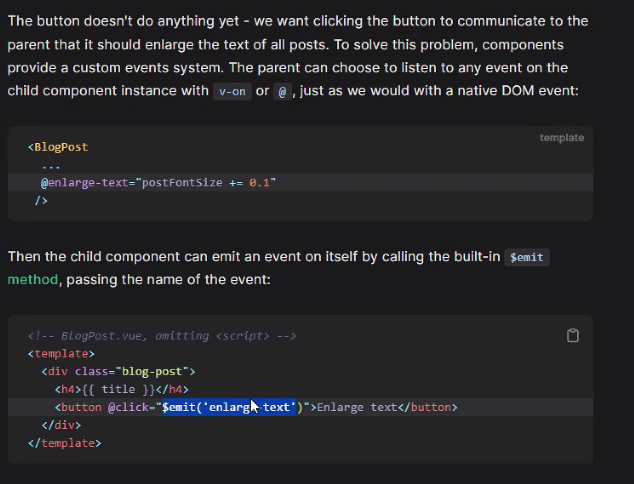 The button doesn't do anything yet - we want clicking the button to communicate to the
parent that it should enlarge the text of all posts. To solve this problem, components
provide a custom events system. The parent can choose to listen to any event on the
child component instance with v-on or @, just as we would with a native DOM event:
template
<BlogPost
...
@enlarge-text="postFontSize += 0.1"
/>
Then the child component can emit an event on itself by calling the built-in $emit
method, passing the name of the event:
<!-- BlogPost.vue, omitting <script> -->
<template>
<div class="blog-post">
<h4>{{ title }}</h4>
<button @click="$emit('enlarge-text')">Enlarge text</button>
</div>
</template>